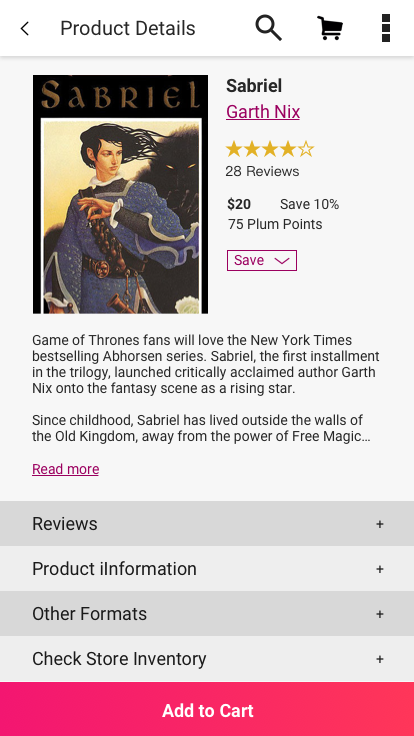 Product Details
SABRIEL
Sabriel
Garth Nix
28 Reviews
$20 Save 10%
75 Plum Points
Save
Game of Thrones fans will love the New York Times
bestselling Abhorsen series. Sabriel, the first installment
in the trilogy, launched critically acclaimed author Garth
Nix onto the fantasy scene as a rising star.
Since childhood, Sabriel has lived outside the walls of
the Old Kingdom, away from the power of Free Magic...
Read more
Reviews +
Product iInformation +
Other Formats +
Check Store Inventory +
Add to Cart